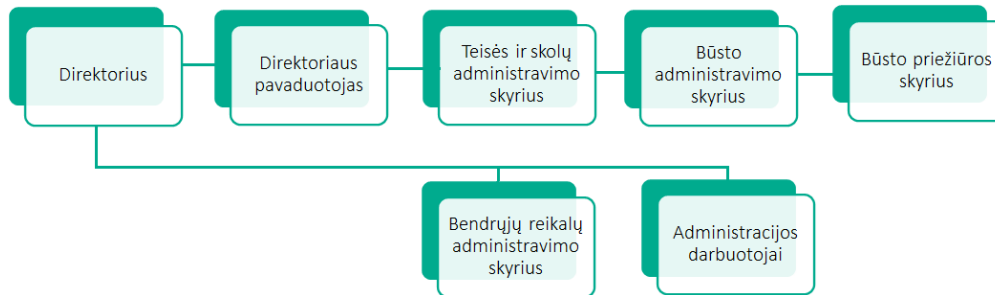 Direktorius
Direktoriaus
pavaduotojas
Teisės ir skolų
administravimo
skyrius
Būsto
administravimo
skyrius
Būsto priežiūros
skyrius
Bendrųjų reikalų
administravimo
skyrius
Administracijos
darbuotojai